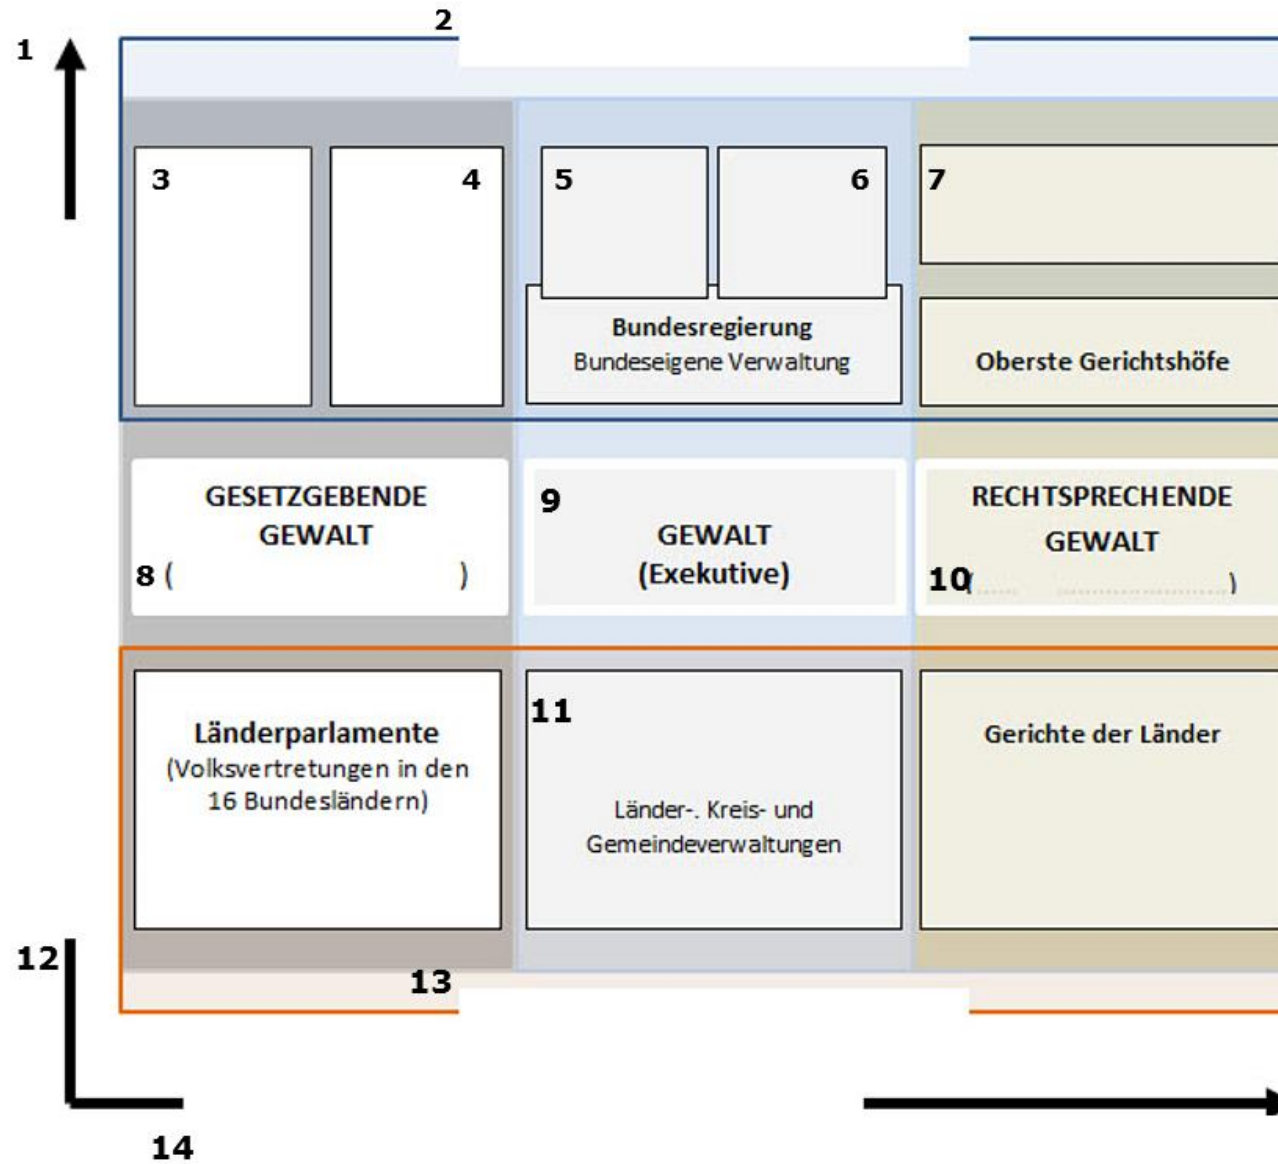 2
1
3
4
5
6
7
Bundesregierung
Bundeseigene Verwaltung
Oberste Gerichtshöfe
GESETZGEBENDE
GEWALT
8 ( )
9
GEWALT
(Exekutive)
RECHTSPRECHENDE
GEWALT
10( ...... ........................ )
Länderparlamente
(Volksvertretungen in den
16 Bundesländern)
11
Länder-. Kreis- und
Gemeindeverwaltungen
Gerichte der Länder
12
13
14